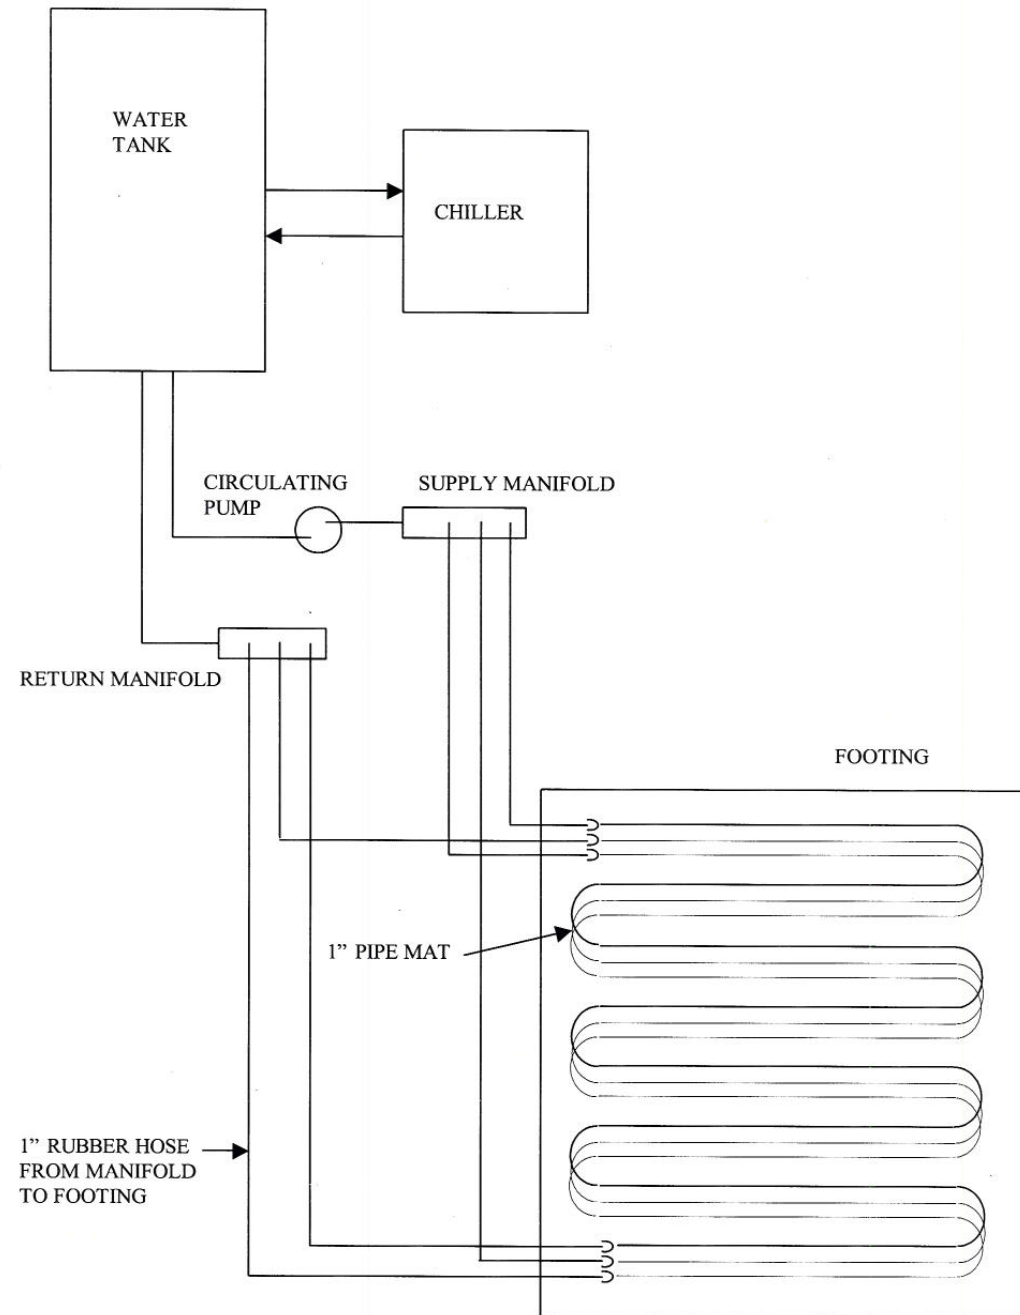 WATER
TANK
CHILLER
CIRCULATING
PUMP
SUPPLY MANIFOLD
RETURN MANIFOLD
FOOTING
1” PIPE MAT
1” RUBBER HOSE
FROM MANIFOLD
TO FOOTING